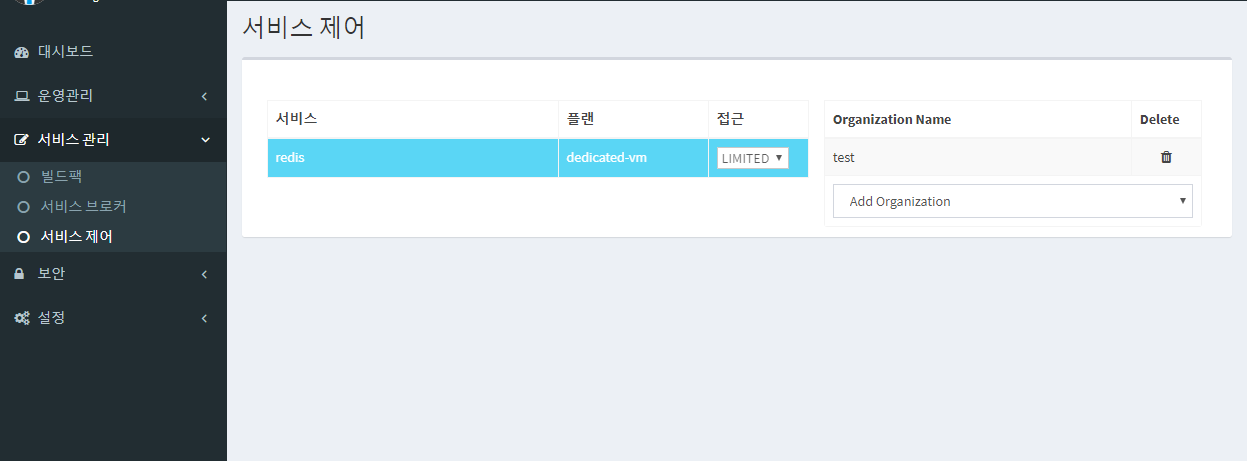 서비스 제어
대시보드
운영관리
서비스 관리
빌드팩
서비스 브로커
서비스 제어
보안
설정
서비스 플랜 접근
redis dedicated-vm LIMITED
Organization Name Delete
test
Add Organization